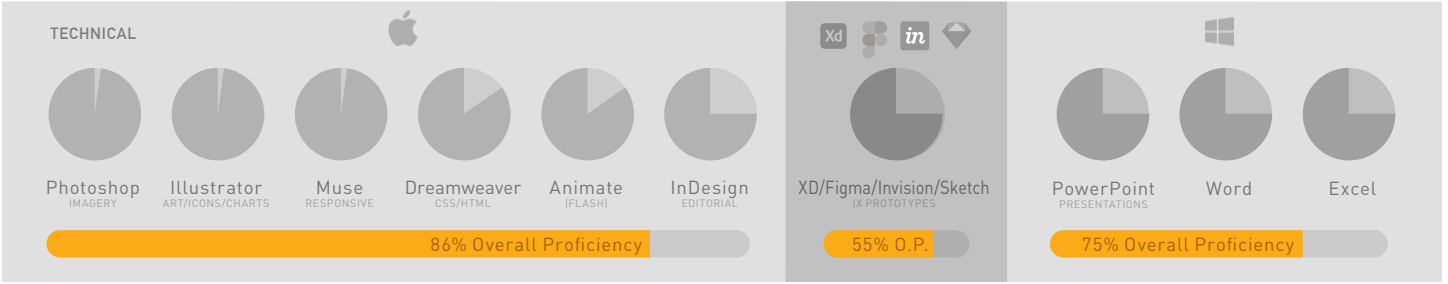 TECHNICAL
Xd
in
Photoshop
IMAGERY
Illustrator
ART/ICONS/CHARTS
Muse
RESPONSIVE
Dreamweaver
CSS/HTML
Animate
(FLASH)
InDesign
EDITORIAL
86% Overall Proficiency
XD/Figma/Invision/Sketch
IX PROTOTYPES
55% O.P.
PowerPoint
PRESENTATIONS
Word
Excel
75% Overall Proficiency